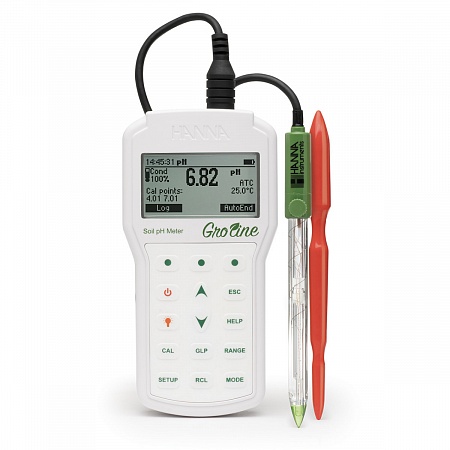 HANNA
14:45:31 pH
Cond
100%
6.82 pH
ATC
25.0°C
Cal points:
4.01 7.01
Log AutoEnd
Soil pH Meter GroLine
ESC
HELP
CAL GLP RANGE
SETUP RCL MODE
HANNA
instruments